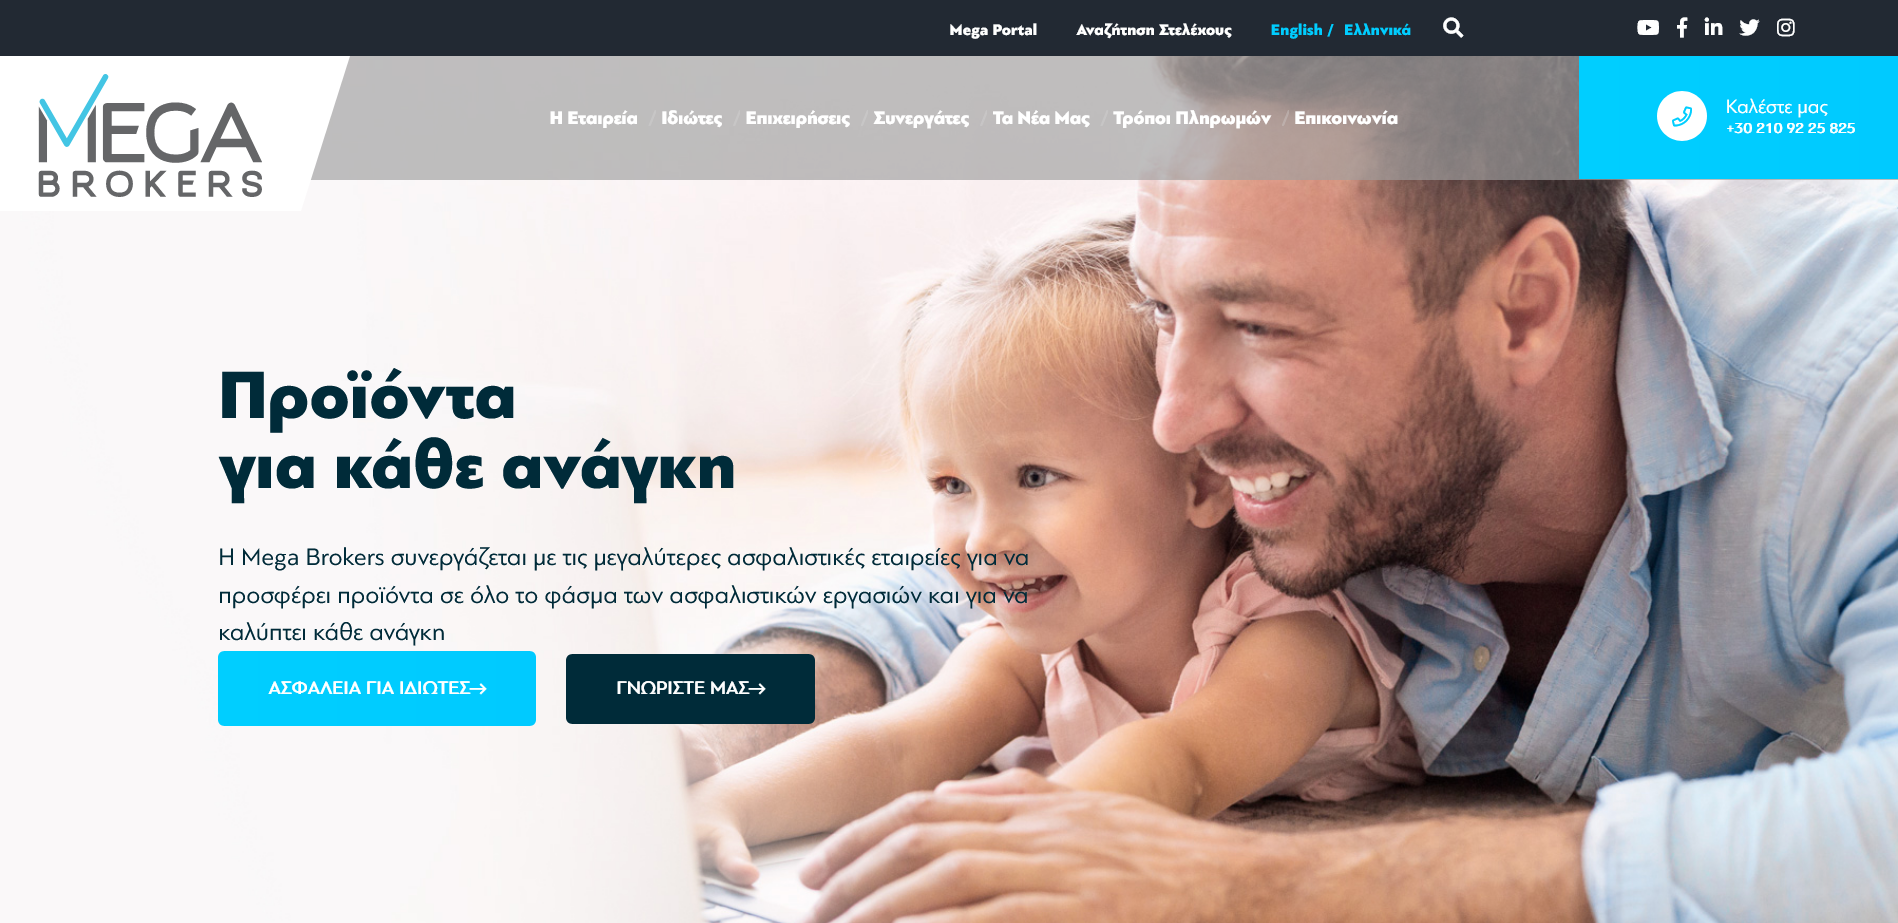 Mega Portal
Αναζήτηση Στελέχους
English / Ελληνικά
MEGA
BROKERS
Η Εταιρεία / Ιδιώτες / Επιχειρήσεις / Συνεργάτες / Τα Νέα Μας / Τρόποι Πληρωμών / Επικοινωνία
Καλέστε μας
+30 210 92 25 825
Προϊόντα
για κάθε ανάγκη
Η Mega Brokers συνεργάζεται με τις μεγαλύτερες ασφαλιστικές εταιρείες για να
προσφέρει προϊόντα σε όλο το φάσμα των ασφαλιστικών εργασιών και για να
καλύπτει κάθε ανάγκη
ΑΣΦΑΛΕΙΑ ΓΙΑ ΙΔΙΩΤΕΣ→
ΓΝΩΡΙΣΤΕ ΜΑΣ→